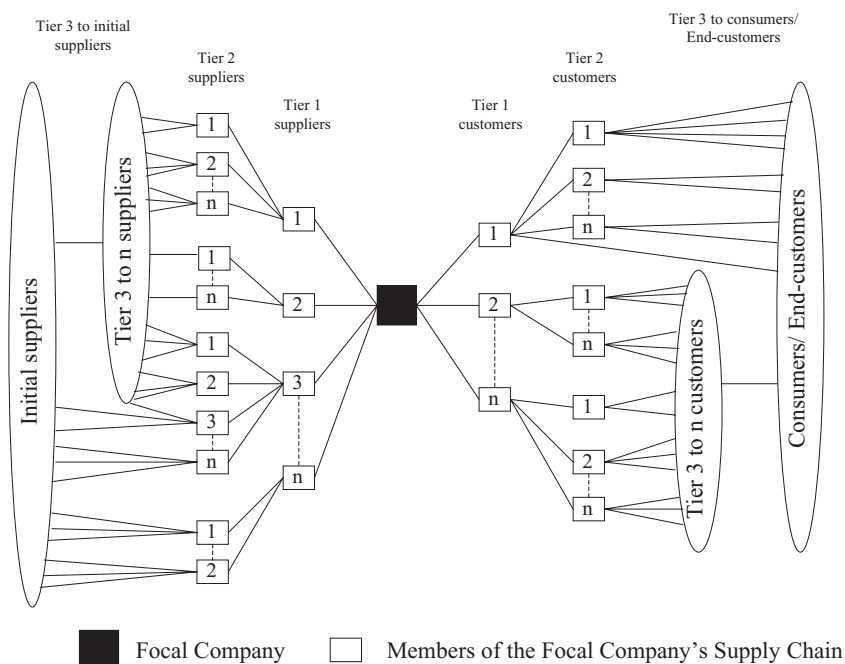 Tier 3 to initial
suppliers
Tier 2
suppliers
Tier 1
suppliers
Tier 1
customers
Tier 2
customers
Tier 3 to consumers/
End-customers
Initial suppliers
Tier 3 to n suppliers
1
2
n
1
n
1
2
3
n
1
2
1
2
3
n
1
2
n
1
2
n
1
n
1
2
n
Tier 3 to n customers
Consumers/ End-customers
Focal Company
Members of the Focal Company's Supply Chain